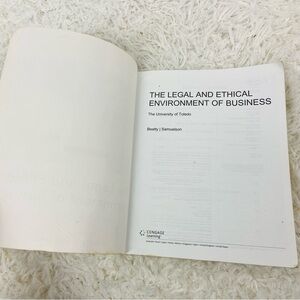 THE LEGAL AND ETHICAL
ENVIRONMENT OF BUSINESS
The University of Toledo
Beatty | Samuelson
CENGAGE
Learning